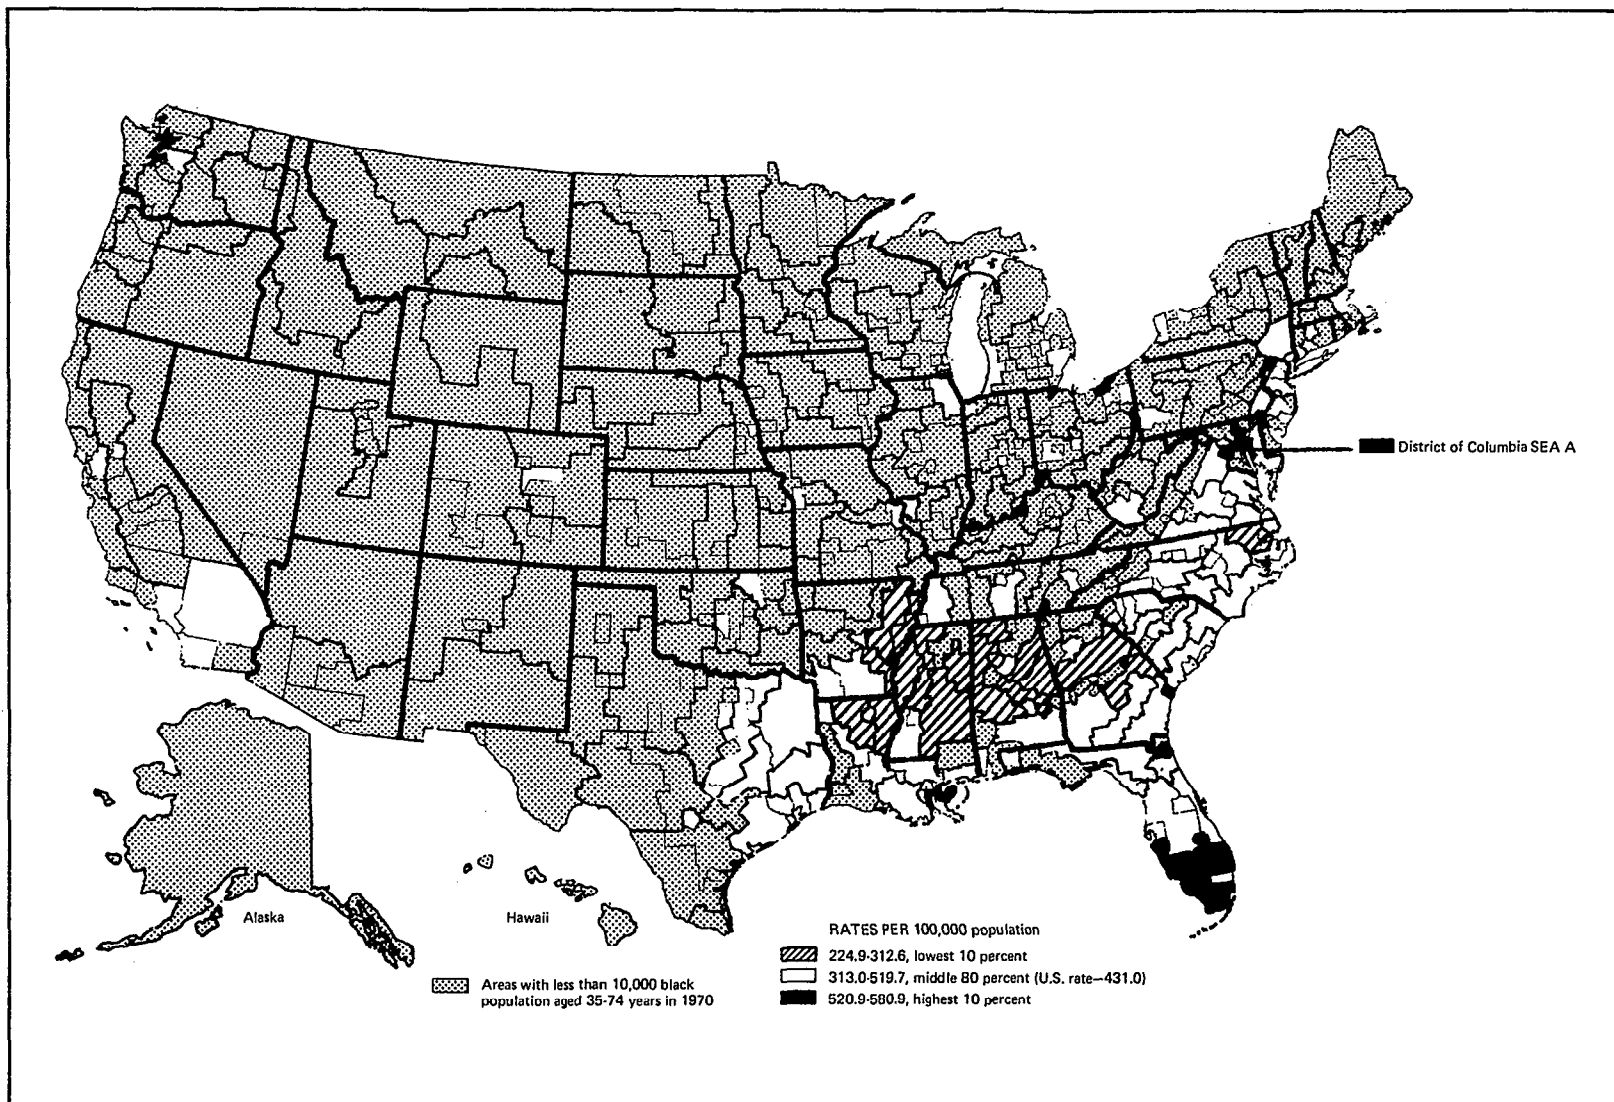 District of Columbia SEA A
Alaska
Hawaii
RATES PER 100,000 population
224.9-312.6, lowest 10 percent
313.0-519.7, middle 80 percent (U.S. rate—431.0)
520.9-580.9, highest 10 percent
Areas with less than 10,000 black
population aged 35-74 years in 1970